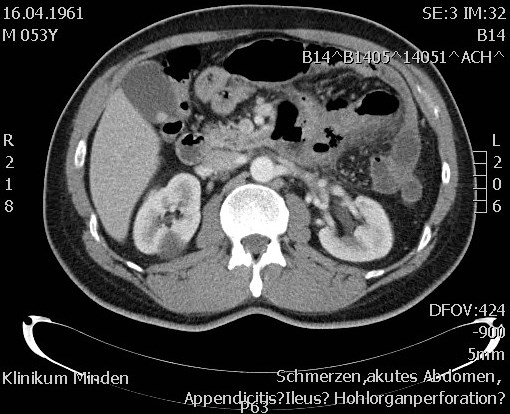 16.04.1961
SE:3 IM:32
M 053Y
B14
B14^B1405^14051^ACH^
R
2
1
8
L
2
0
6
DFOV:424
-900
5mm
Klinikum Minden
Schmerzen,akutes Abdomen,
Appendicitis?Ileus? Hohlorganperforation?
P63